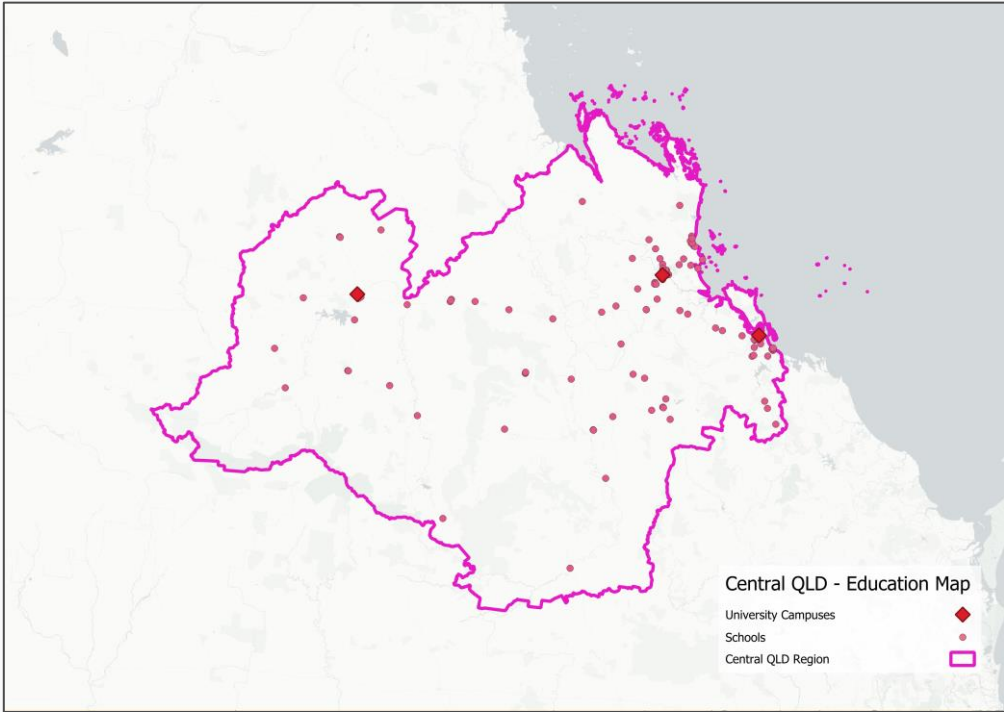 Central QLD - Education Map
University Campuses
Schools
Central QLD Region